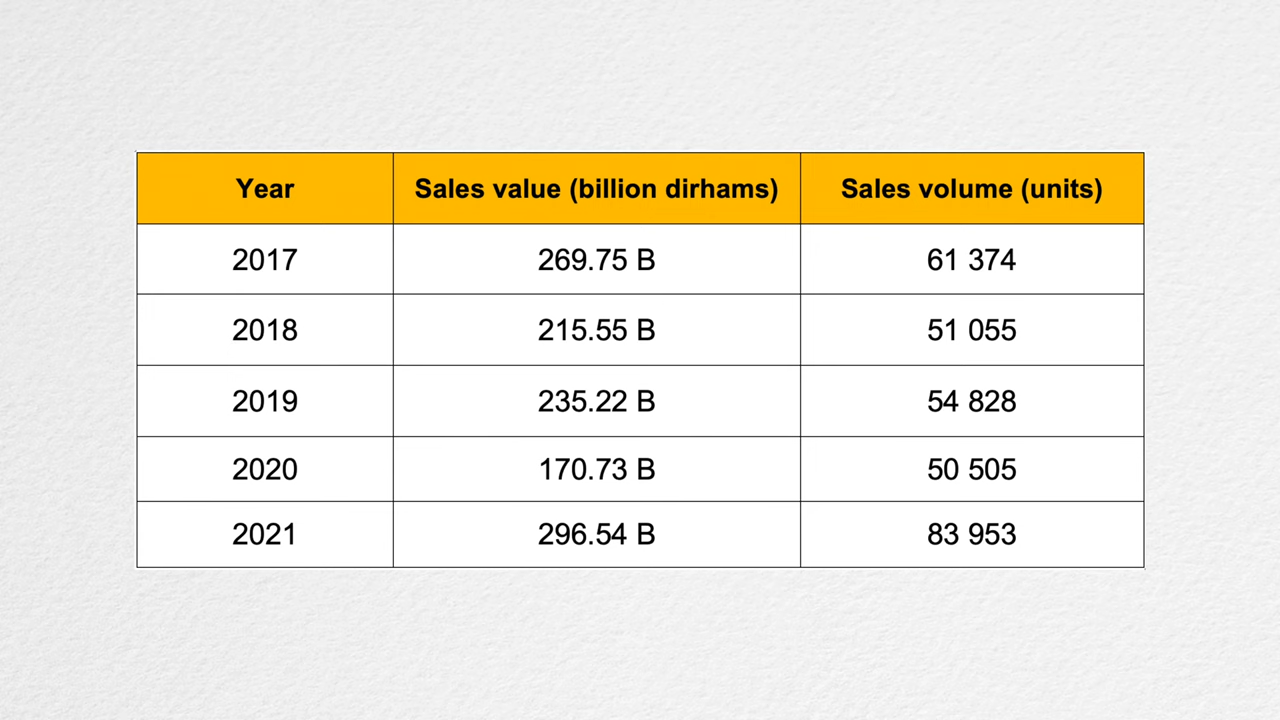 Year Sales value (billion dirhams) Sales volume (units)
2017 269.75 B 61 374
2018 215.55 B 51 055
2019 235.22 B 54 828
2020 170.73 B 50 505
2021 296.54 B 83 953